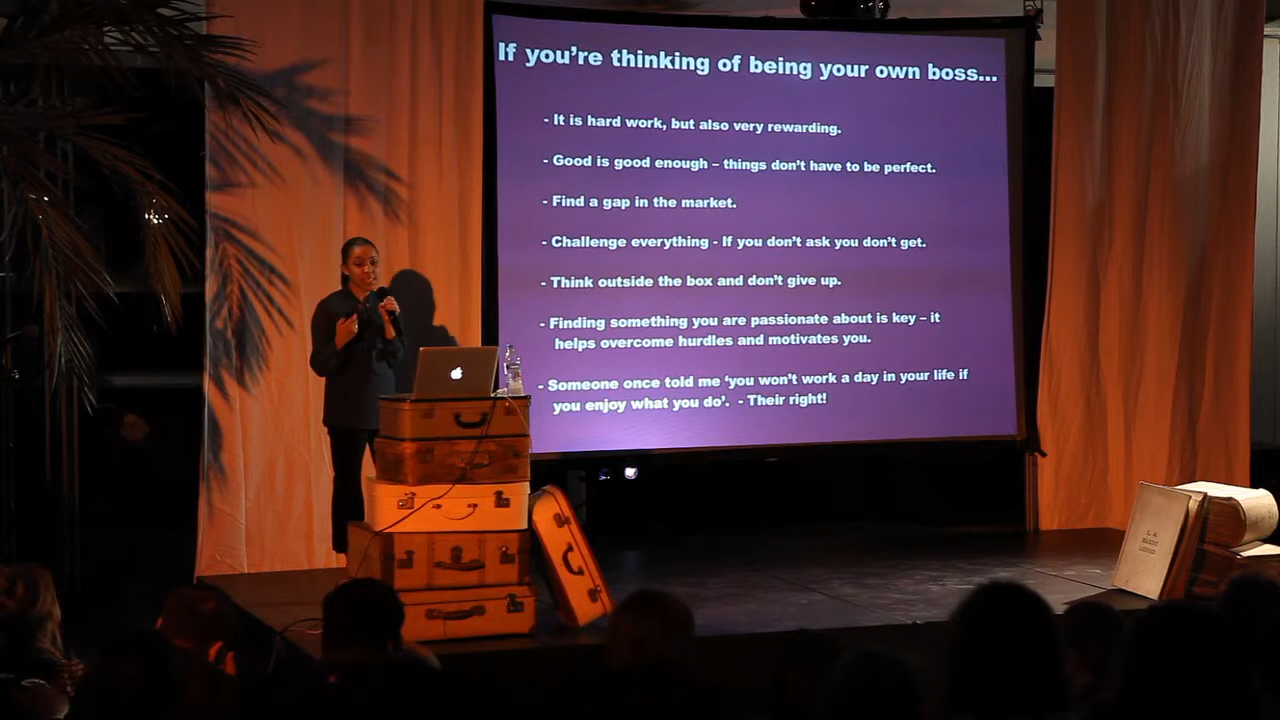 If you're thinking of being your own boss...
- It is hard work, but also very rewarding.
- Good is good enough – things don't have to be perfect.
- Find a gap in the market.
- Challenge everything - If you don't ask you don't get.
- Think outside the box and don't give up.
- Finding something you are passionate about is key – it
helps overcome hurdles and motivates you.
- Someone once told me 'you won't work a day in your life if
you enjoy what you do'. - Their right!